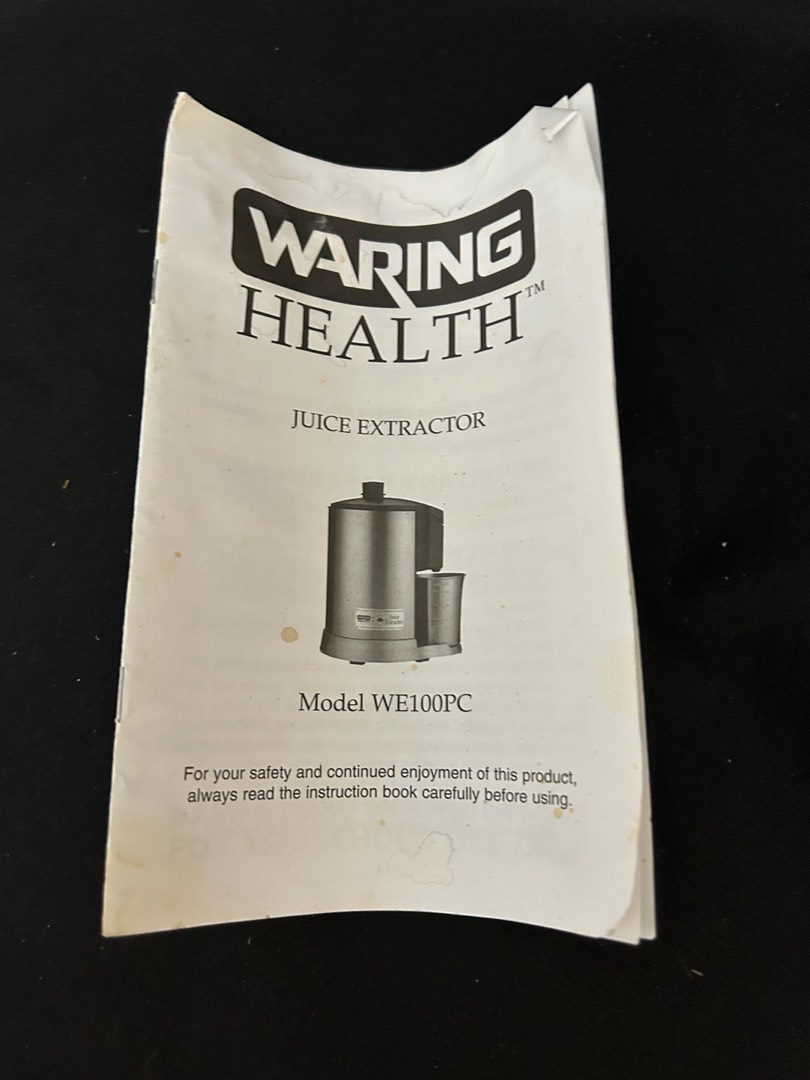 WARING
HEALTH™
JUICE EXTRACTOR
Model WE100PC
For your safety and continued enjoyment of this product,
always read the instruction book carefully before using.